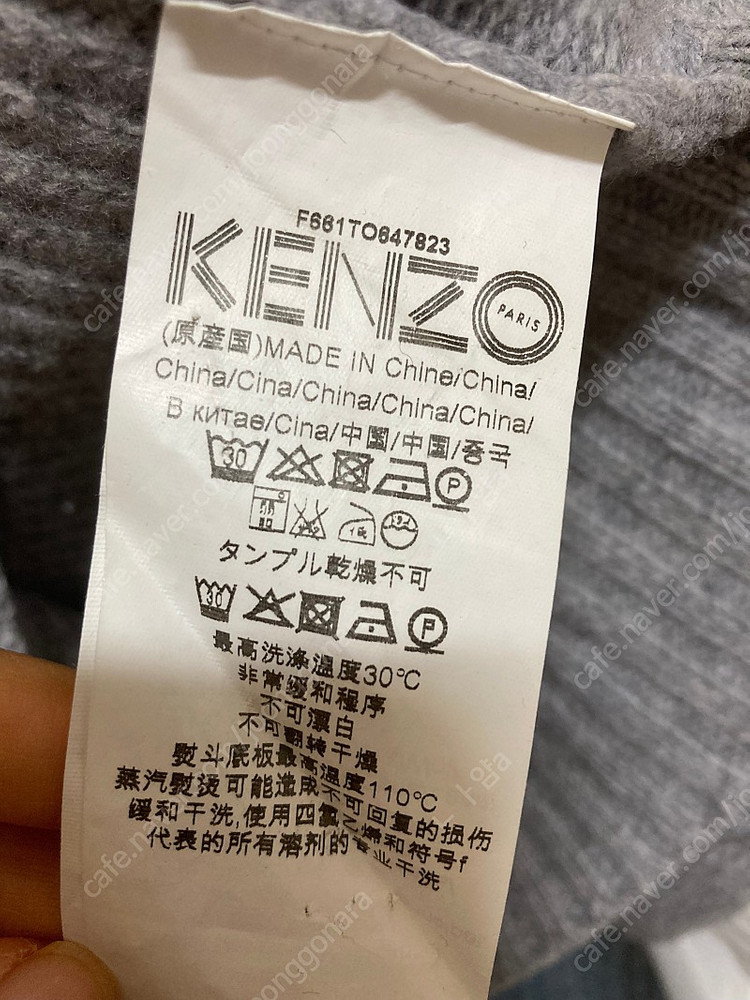 F661TO647823
KENZO PARIS
(原産国)MADE IN Chine/China/
China/Cina/China/China/China/
В китае/Cina/中国/中国/중국
30 P
タンブル乾燥不可
30 P
最高洗涤温度30℃
非常缓和程序
不可漂白
不可翻转干燥
熨斗底板最高温度110℃
蒸汽熨烫可能造成不可回复的损伤
缓和干洗,使用四氯乙烯和符号f
代表的所有溶剂的专业干洗
cafe.naver.com/joonggonara